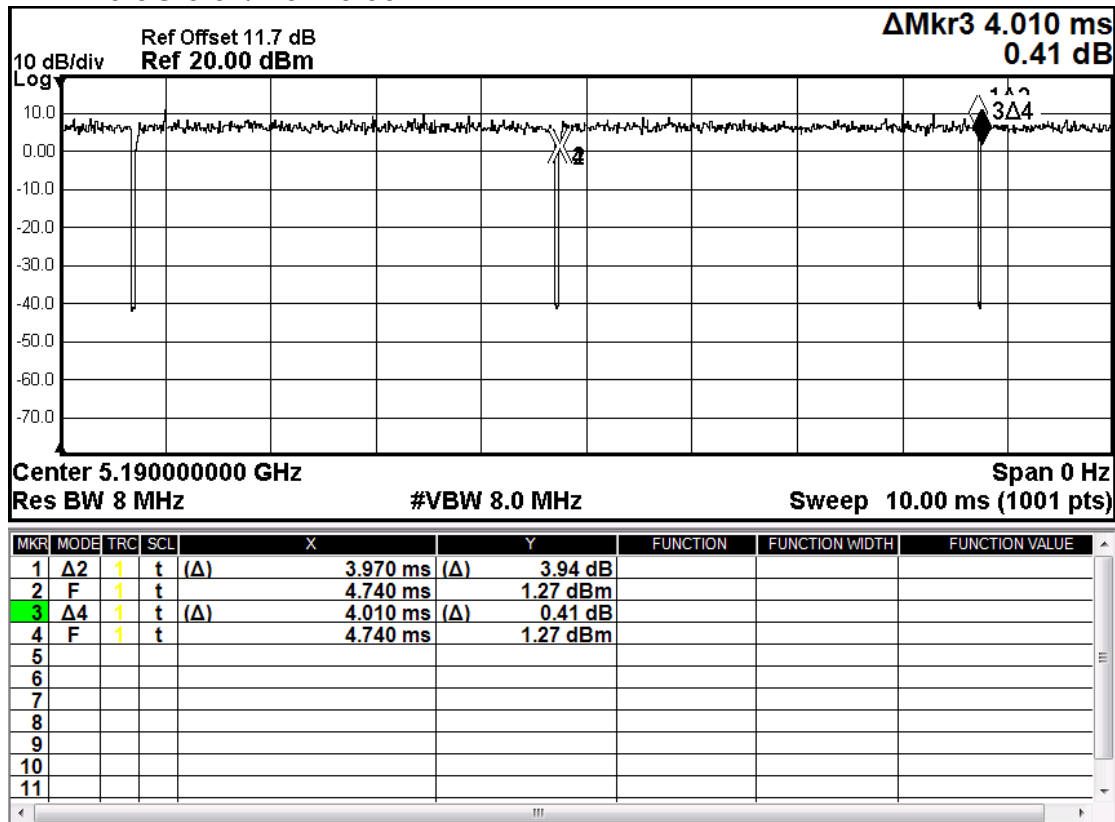 Ref Offset 11.7 dB
10 dB/div Ref 20.00 dBm
ΔMkr3 4.010 ms
0.41 dB
Log
10.0
0.00
-10.0
-20.0
-30.0
-40.0
-50.0
-60.0
-70.0
3Δ4
Center 5.190000000 GHz Span 0 Hz
Res BW 8 MHz #VBW 8.0 MHz Sweep 10.00 ms (1001 pts)
MKR MODE TRC SCL X Y FUNCTION FUNCTION WIDTH FUNCTION VALUE
1 Δ2 1 t (Δ) 3.970 ms (Δ) 3.94 dB
2 F 1 t 4.740 ms 1.27 dBm
3 Δ4 1 t (Δ) 4.010 ms (Δ) 0.41 dB
4 F 1 t 4.740 ms 1.27 dBm
5
6
7
8
9
10
11